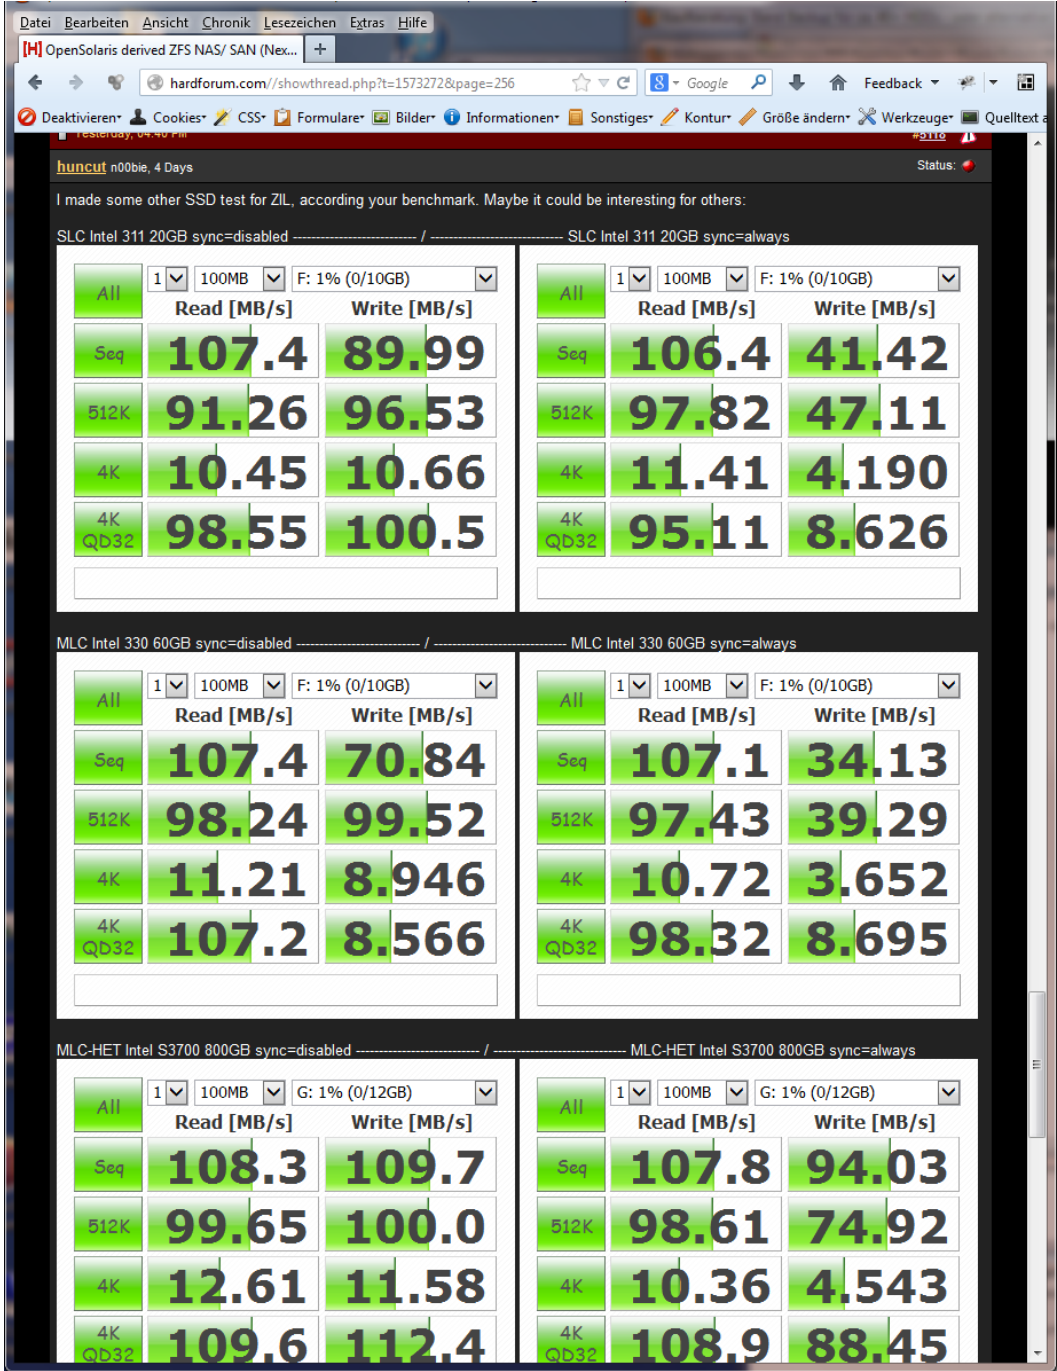 Datei Bearbeiten Ansicht Chronik Lesezeichen Extras Hilfe
[H] OpenSolaris derived ZFS NAS/ SAN (Nex... +
hardforum.com//showthread.php?t=1573272&page=256 Google Feedback
Deaktivieren Cookies CSS Formulare Bilder Informationen Sonstiges Kontur Größe ändern Werkzeuge Quelltext a
Yesterday, 04:40 PM #5118
huncut n00bie, 4 Days Status:
I made some other SSD test for ZIL, according your benchmark. Maybe it could be interesting for others:
SLC Intel 311 20GB sync=disabled --------------------------- / ----------------------------- SLC Intel 311 20GB sync=always
All 1 100MB F: 1% (0/10GB) All 1 100MB F: 1% (0/10GB)
Read [MB/s] Write [MB/s] Read [MB/s] Write [MB/s]
Seq 107.4 89.99 Seq 106.4 41.42
512K 91.26 96.53 512K 97.82 47.11
4K 10.45 10.66 4K 11.41 4.190
4K QD32 98.55 100.5 4K QD32 95.11 8.626
MLC Intel 330 60GB sync=disabled --------------------------- / ----------------------------- MLC Intel 330 60GB sync=always
All 1 100MB F: 1% (0/10GB) All 1 100MB F: 1% (0/10GB)
Read [MB/s] Write [MB/s] Read [MB/s] Write [MB/s]
Seq 107.4 70.84 Seq 107.1 34.13
512K 98.24 99.52 512K 97.43 39.29
4K 11.21 8.946 4K 10.72 3.652
4K QD32 107.2 8.566 4K QD32 98.32 8.695
MLC-HET Intel S3700 800GB sync=disabled --------------------------- / ----------------------------- MLC-HET Intel S3700 800GB sync=always
All 1 100MB G: 1% (0/12GB) All 1 100MB G: 1% (0/12GB)
Read [MB/s] Write [MB/s] Read [MB/s] Write [MB/s]
Seq 108.3 109.7 Seq 107.8 94.03
512K 99.65 100.0 512K 98.61 74.92
4K 12.61 11.58 4K 10.36 4.543
4K QD32 109.6 112.4 4K QD32 108.9 88.45